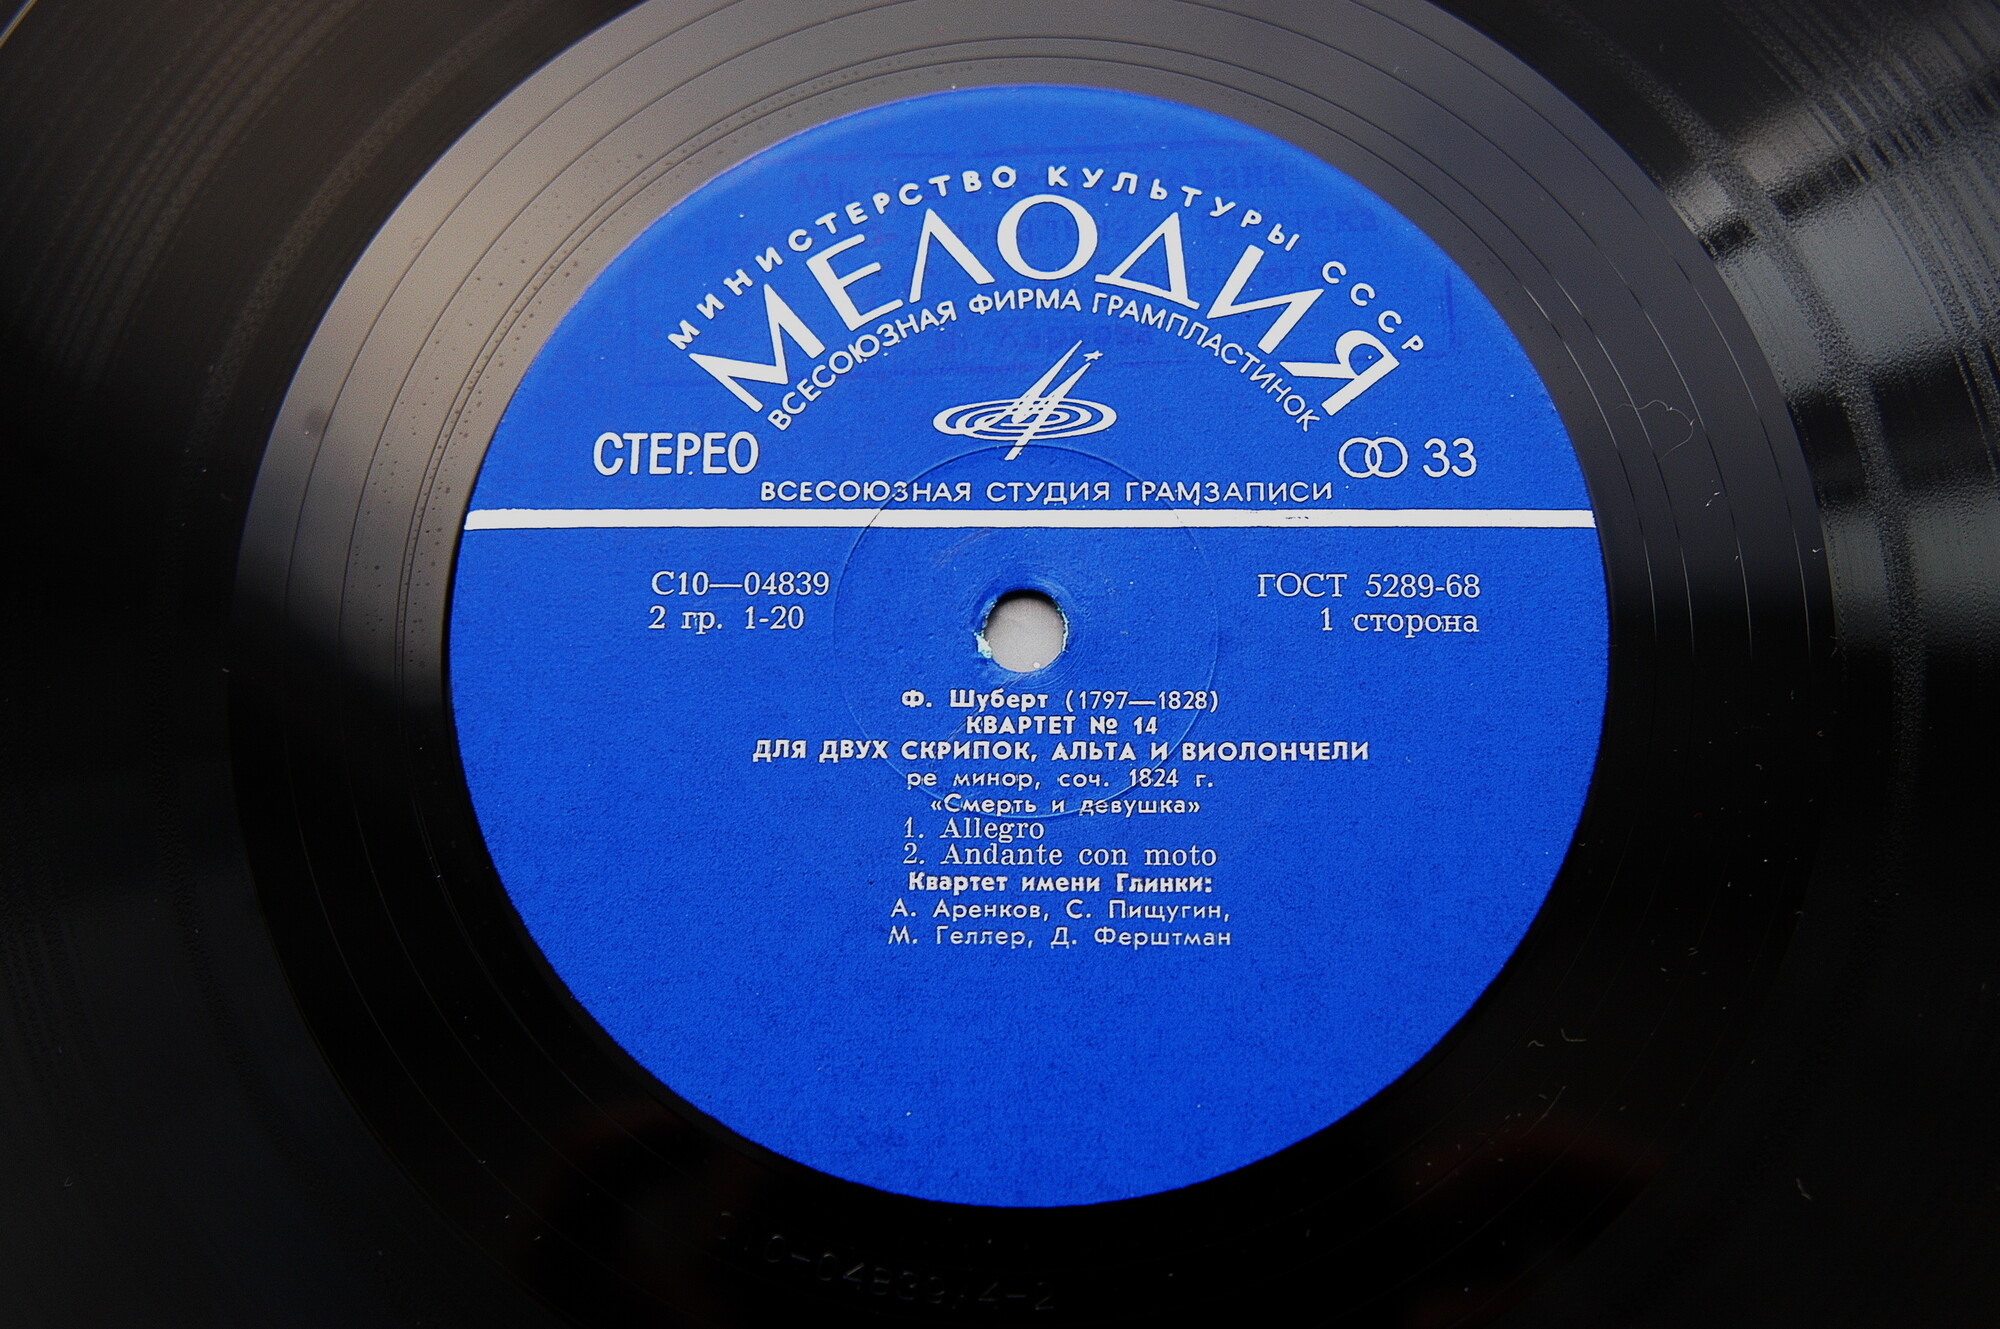 МИНИСТЕРСТВО КУЛЬТУРЫ СССР
МЕЛОДИЯ
ВСЕСОЮЗНАЯ ФИРМА ГРАМПЛАСТИНОК
СТЕРЕО
33
ВСЕСОЮЗНАЯ СТУДИЯ ГРАМЗАПИСИ
С10—04839
ГОСТ 5289-68
2 гр. 1-20
1 сторона
Ф. Шуберт (1797—1828)
КВАРТЕТ № 14
ДЛЯ ДВУХ СКРИПОК, АЛЬТА И ВИОЛОНЧЕЛИ
ре минор, соч. 1824 г.
«Смерть и девушка»
1. Allegro
2. Andante con moto
Квартет имени Глинки:
А. Аренков, С. Пищугин,
М. Геллер, Д. Ферштман